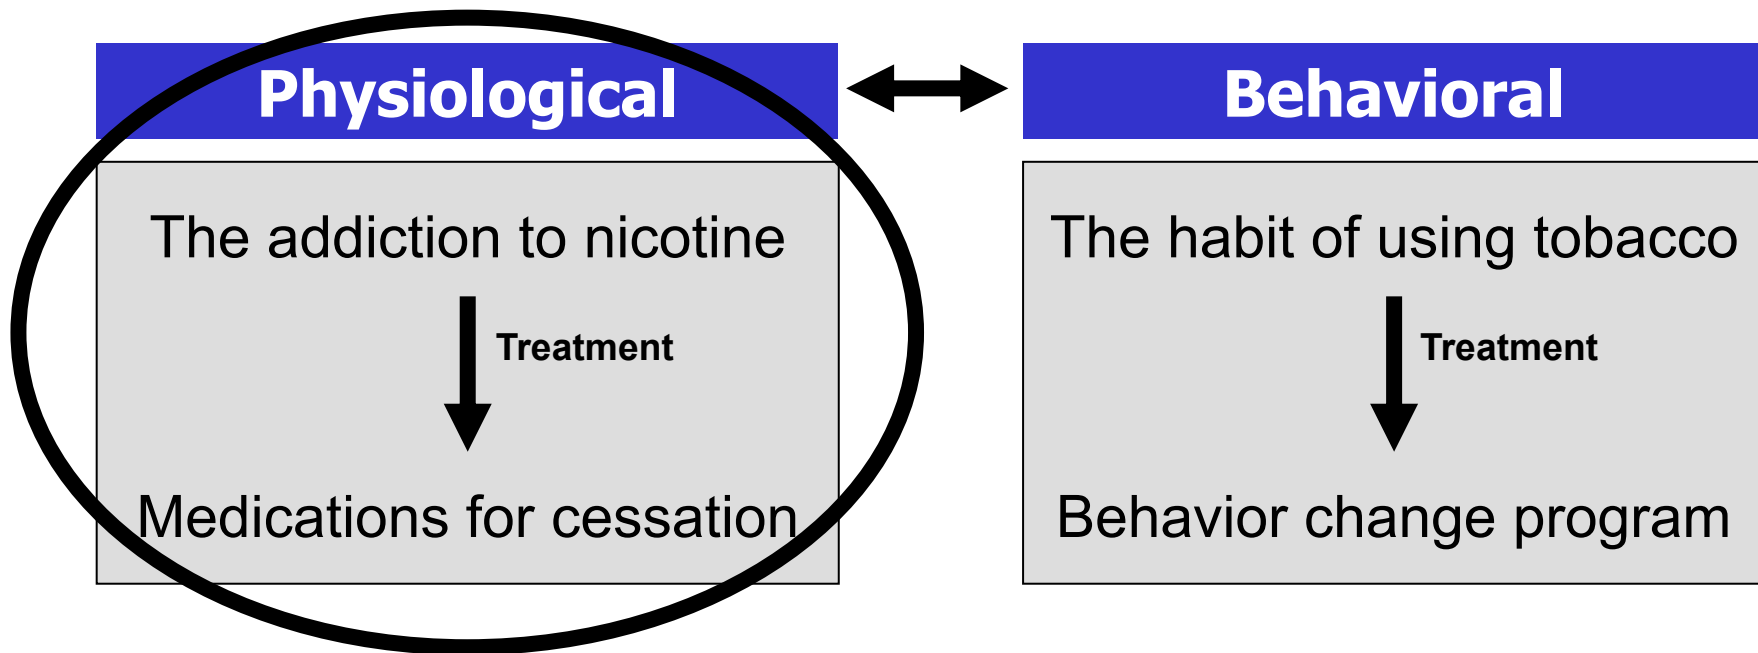 Physiological
The addiction to nicotine
Treatment
Medications for cessation
Behavioral
The habit of using tobacco
Treatment
Behavior change program